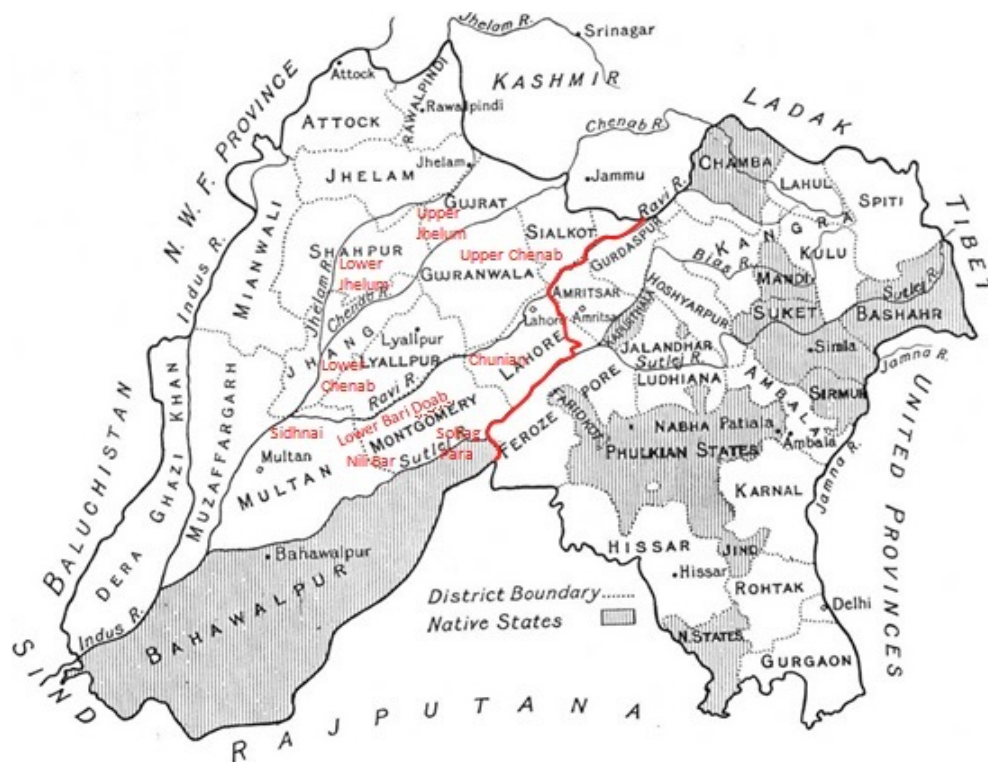 Jhelam R.
Srinagar
KASHMIR
N. W. F. PROVINCE
Attock
ATTOCK
RAWALPINDI
Rawalpindi
LADAK
Chenab R.
CHAMBA
LAHUL
SPITI
TIBET
Jhelam
JHELAM
Jammu
Ravi R.
GUJRAT
Upper
Jhelum
SIALKOT
GURDASPUR
KANGRA
KULU
Indus R.
MIANWALI
SHAHPUR
Lower
Jhelum
Upper Chenab
GUJRANWALA
Bias R.
MANDI
Jhelam R.
Chenab R.
AMRITSAR
KAPURTHALA
HOSHYARPUR
SUKET
Sutlej R.
BASHAHR
Lahore
Amritsa
Simla
JHANG
Lyallpur
LYALLPUR
LAHORE
JALANDHAR
Sutlej R.
Jamna R.
Lower
Chenab
Ravi R.
Chunian
LUDHIANA
AMBALA
SIRMUR
BALUCHISTAN
DERA GHAZI KHAN
MUZAFFARGARH
Sidhnai
Lower Bari Doab
MONTGOMERY
FEROZE PORE
FARIDKOT
NABHA
Patiala
Ambala
PHULKIAN STATES
UNITED PROVINCES
Multan
MULTAN
Nili Bar
Sutlej R.
Sohag
Para
KARNAL
Jamna R.
HISSAR
JIND
Bahawalpur
BAHAWALPUR
Hissar
ROHTAK
Delhi
District Boundary
Native States
N. STATES
GURGAON
Indus R.
SIND
RAJPUTANA